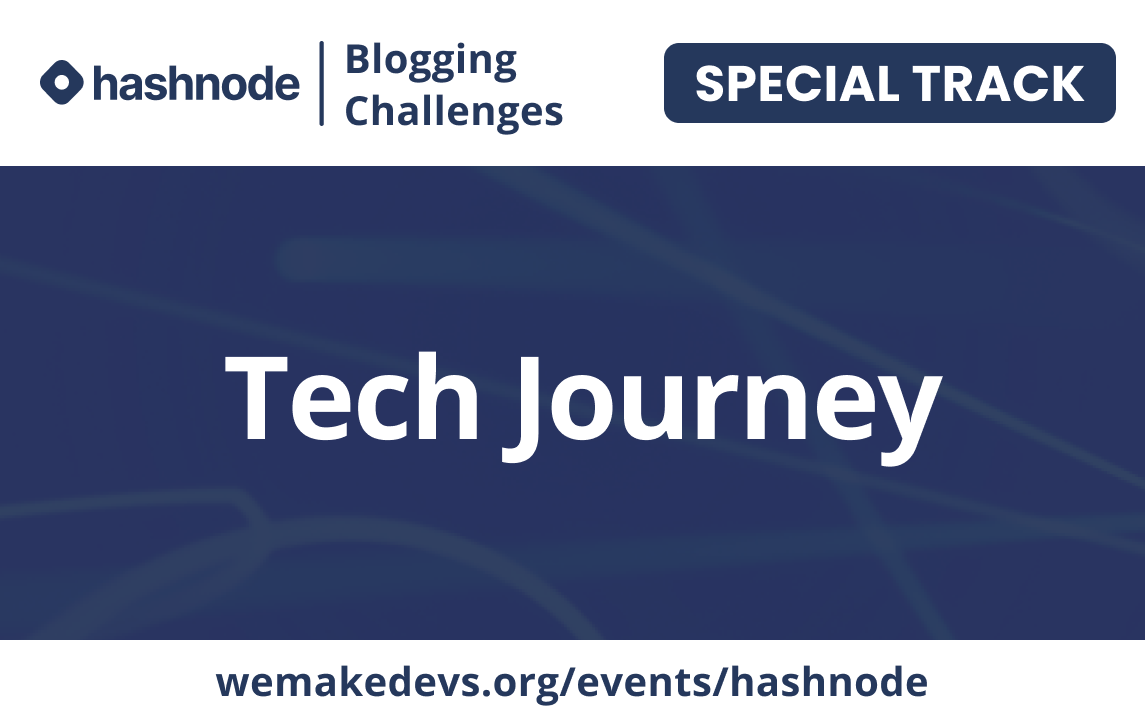 hashnode
Blogging
Challenges
SPECIAL TRACK
Tech Journey
wemakedevs.org/events/hashnode